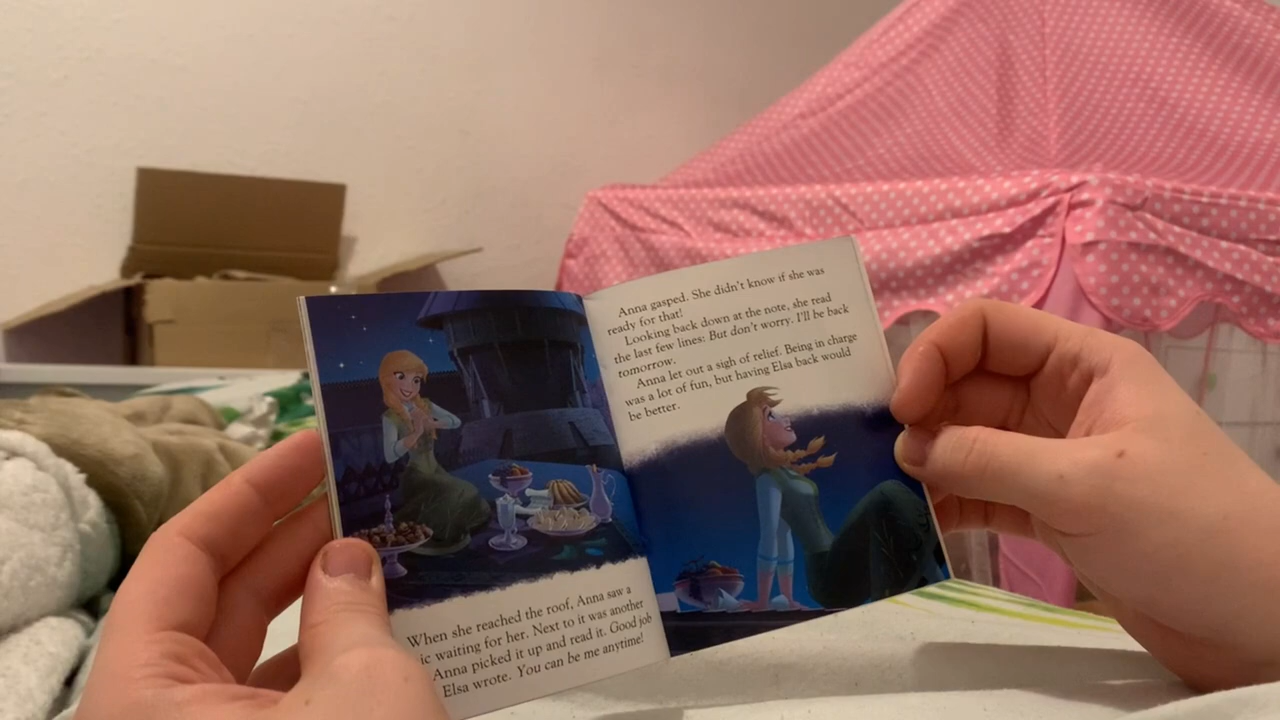 When she reached the roof, Anna saw a
ic waiting for her. Next to it was another
Anna picked it up and read it. Good job
Elsa wrote. You can be me anytime!
Anna gasped. She didn't know if she was
ready for that!
Looking back down at the note, she read
the last few lines: But don't worry. I'll be back
tomorrow.
Anna let out a sigh of relief. Being in charge
was a lot of fun, but having Elsa back would
be better.